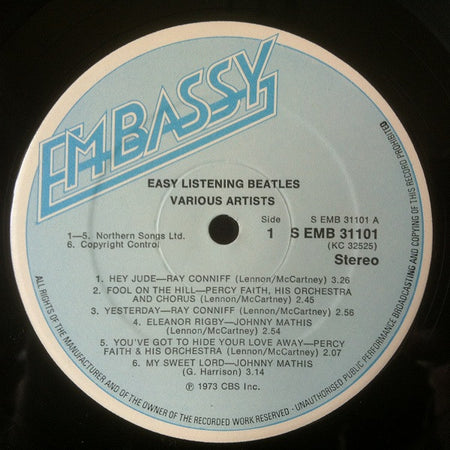 EMBASSY
EASY LISTENING BEATLES
VARIOUS ARTISTS
1—5. Northern Songs Ltd.
6. Copyright Control
Side
1
S EMB 31101 A
S EMB 31101
(KC 32525)
Stereo
1. HEY JUDE—RAY CONNIFF (Lennon/McCartney) 3.26
2. FOOL ON THE HILL—PERCY FAITH, HIS ORCHESTRA
AND CHORUS (Lennon/McCartney) 2.45
3. YESTERDAY—RAY CONNIFF (Lennon/McCartney) 2.56
4. ELEANOR RIGBY—JOHNNY MATHIS
(Lennon/McCartney) 2.54
5. YOU'VE GOT TO HIDE YOUR LOVE AWAY—PERCY
FAITH & HIS ORCHESTRA (Lennon/McCartney) 2.07
6. MY SWEET LORD—JOHNNY MATHIS
(G. Harrison) 3.14
℗ 1973 CBS Inc.
ALL RIGHTS OF THE MANUFACTURER AND OF THE OWNER OF THE RECORDED WORK RESERVED - UNAUTHORISED PUBLIC PERFORMANCE BROADCASTING AND COPYING OF THIS RECORD PROHIBITED